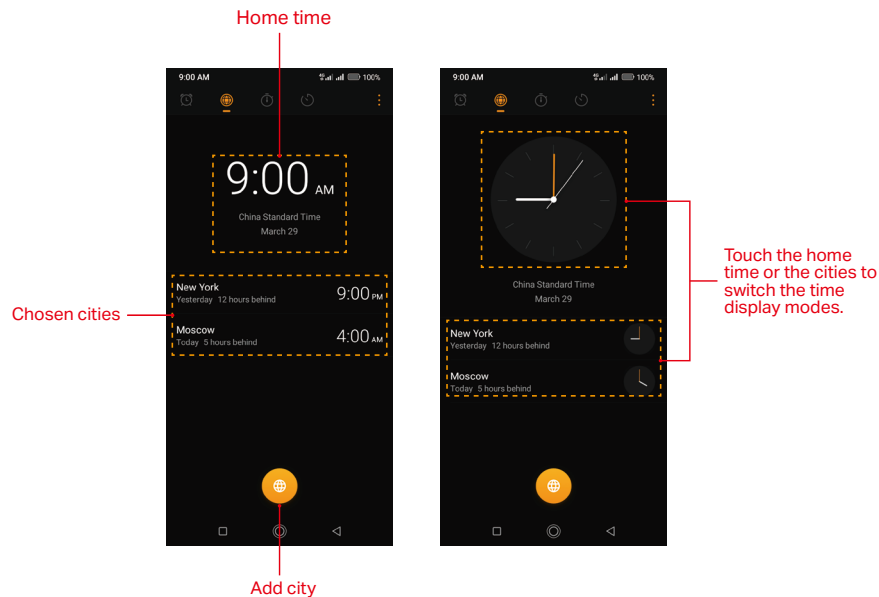 Home time
9:00 AM
4G
100%
9:00 AM
China Standard Time
March 29
New York
Yesterday 12 hours behind
9:00 PM
Moscow
Today 5 hours behind
4:00 AM
Chosen cities
Add city
9:00 AM
4G
100%
China Standard Time
March 29
New York
Yesterday 12 hours behind
Moscow
Today 5 hours behind
Touch the home
time or the cities to
switch the time
display modes.